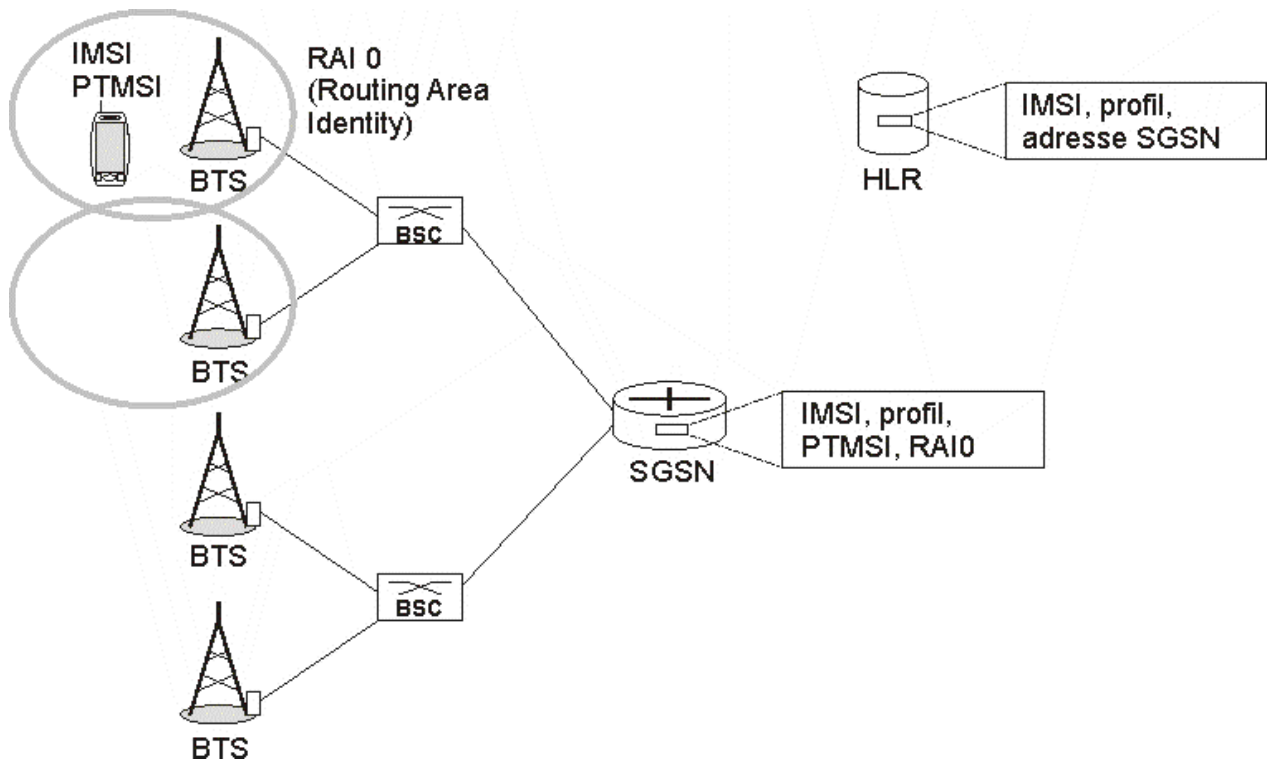 IMSI
PTMSI
RAI 0
(Routing Area
Identity)
BTS
BSC
BTS
HLR
IMSI, profil,
adresse SGSN
SGSN
IMSI, profil,
PTMSI, RAI0
BTS
BSC
BTS